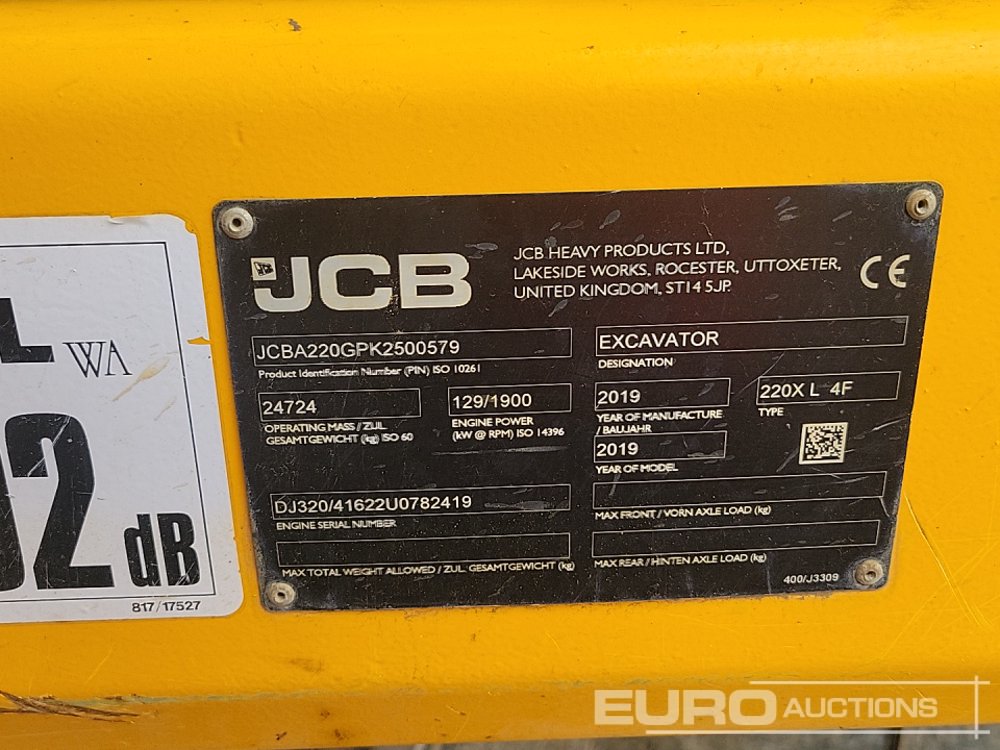 L
WA
02
dB
817/17527
JCB
JCB HEAVY PRODUCTS LTD,
LAKESIDE WORKS, ROCESTER, UTTOXETER,
UNITED KINGDOM, ST14 5JP.
CE
JCBA220GPK2500579
Product Identification Number (PIN) ISO 10261
EXCAVATOR
DESIGNATION
24724
OPERATING MASS / ZUL.
GESAMTGEWICHT (kg) ISO 60
129/1900
ENGINE POWER
(kW @ RPM) ISO 14396
2019
YEAR OF MANUFACTURE
/ BAUJAHR
220X L 4F
TYPE
2019
YEAR OF MODEL
DJ320/41622U0782419
ENGINE SERIAL NUMBER
MAX FRONT / VORN AXLE LOAD (kg)
MAX TOTAL WEIGHT ALLOWED / ZUL. GESAMTGEWICHT (kg)
MAX REAR / HINTEN AXLE LOAD (kg)
400/J3309
EURO AUCTIONS
www.euroauctions.com